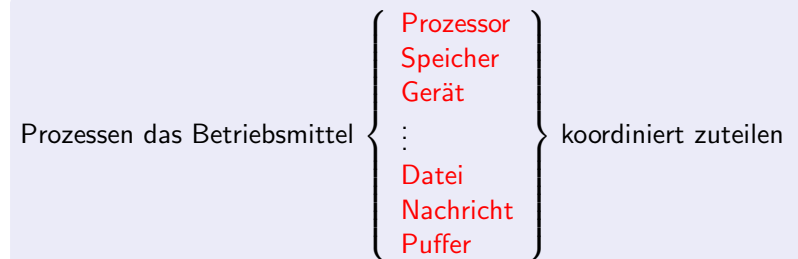 Prozessor
Speicher
Gerät
Prozessen das Betriebsmittel { ⋮ } koordiniert zuteilen
Datei
Nachricht
Puffer